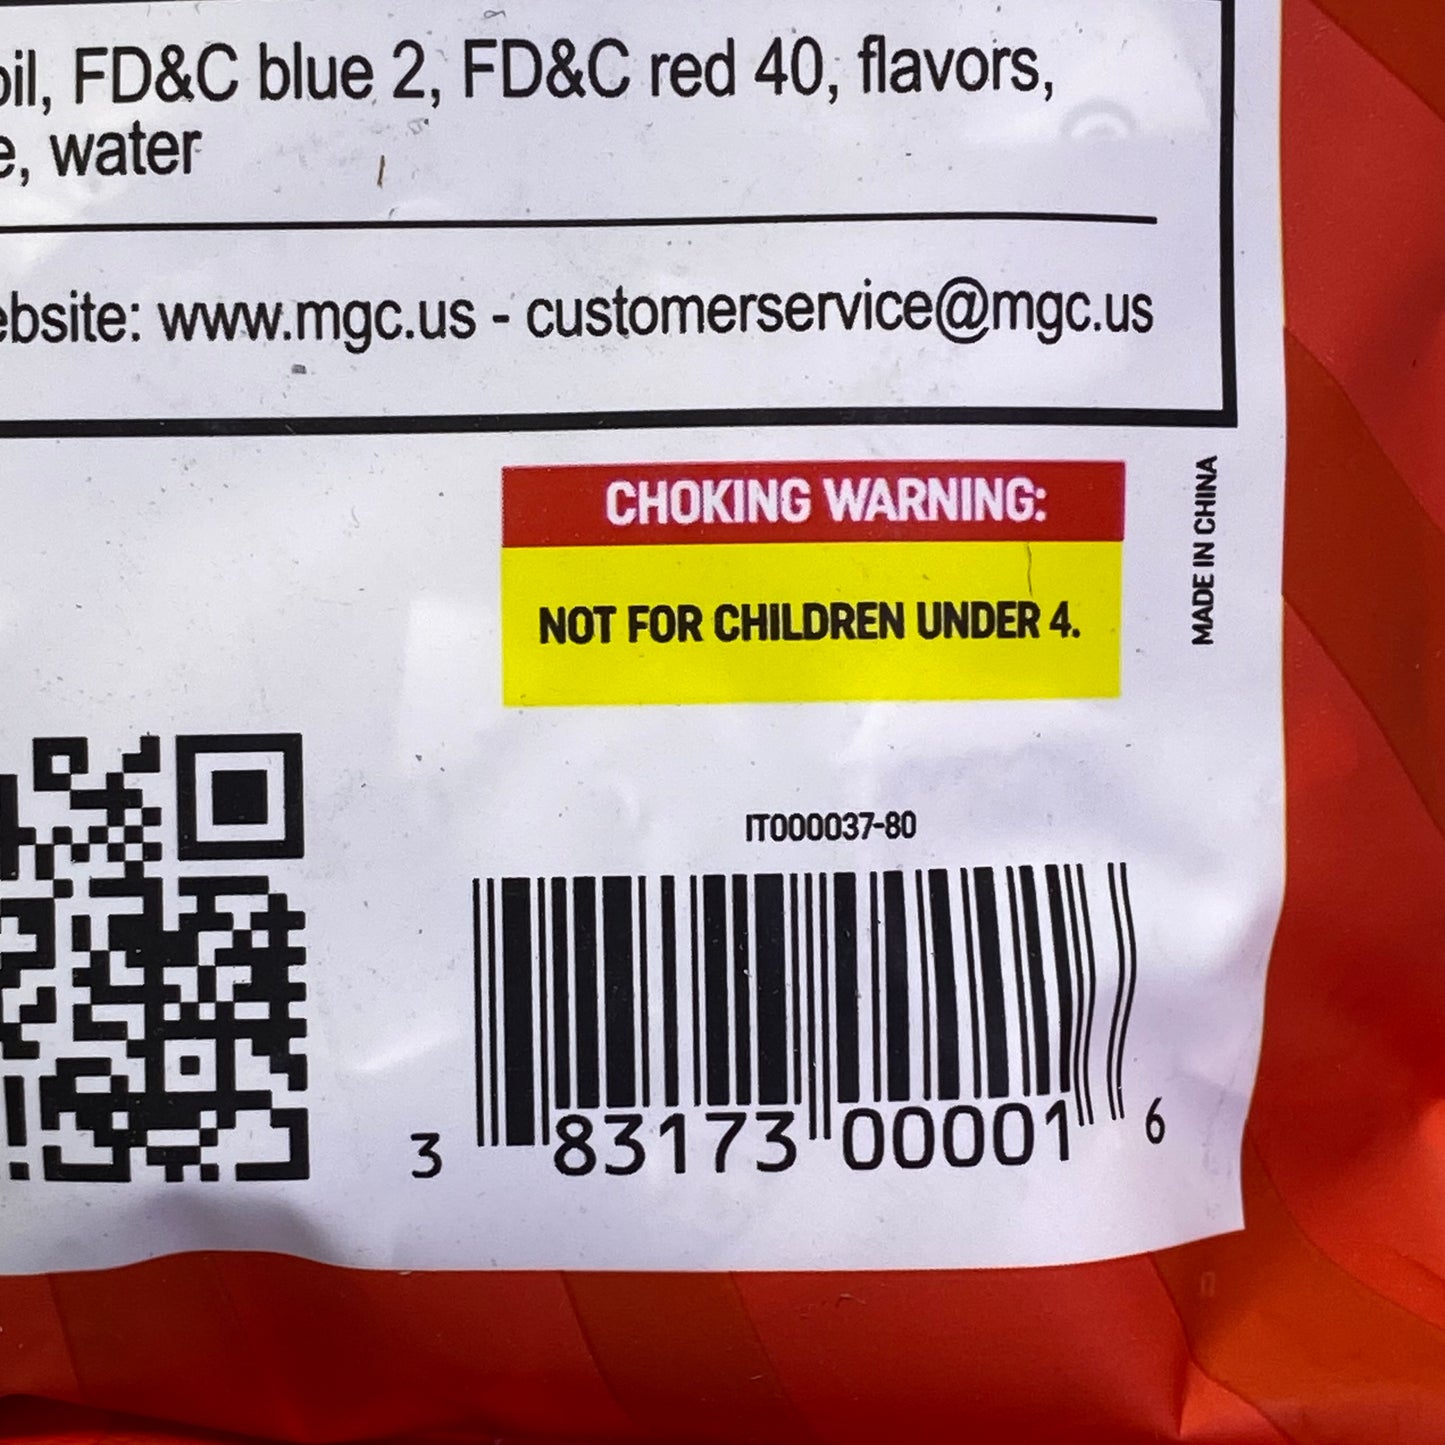 oil, FD&C blue 2, FD&C red 40, flavors,
e, water
ebsite: www.mgc.us - customerservice@mgc.us
CHOKING WARNING:
NOT FOR CHILDREN UNDER 4.
MADE IN CHINA
IT000037-80
3 83173 00001 6